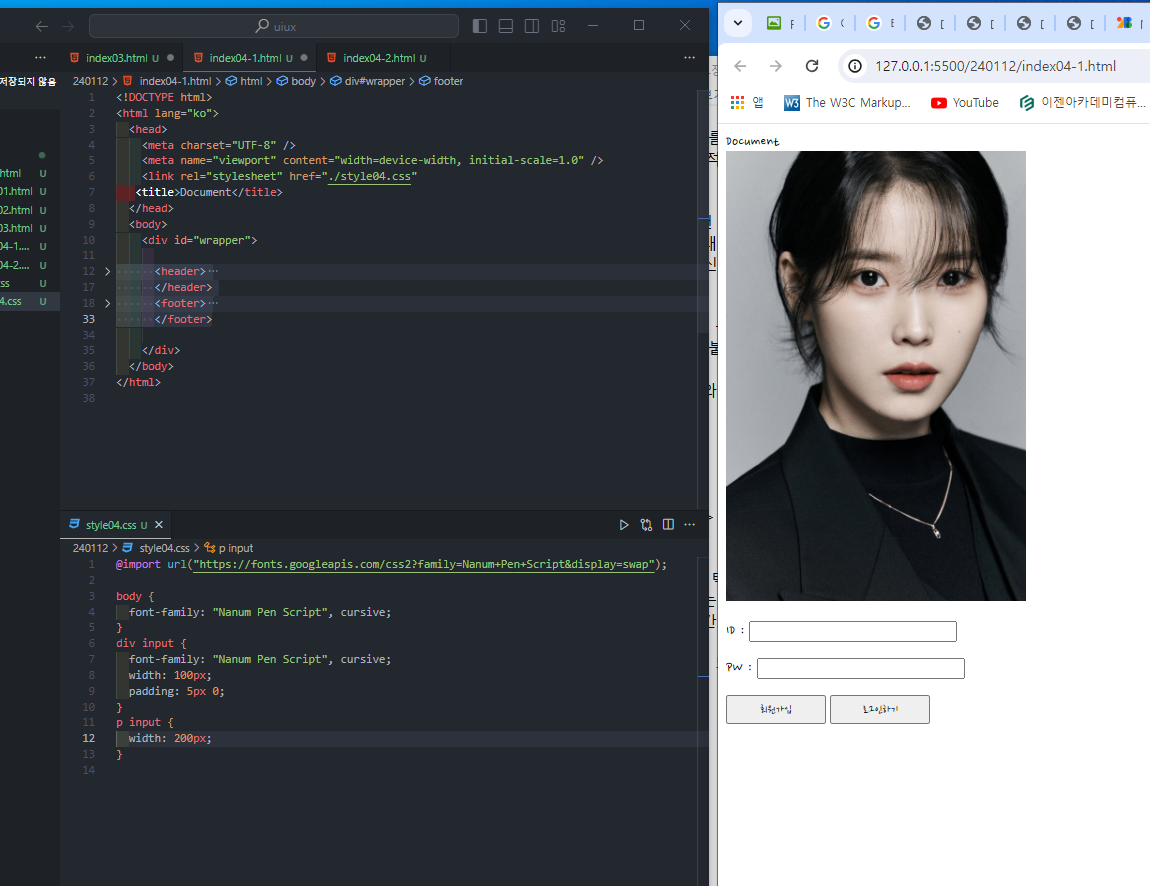 uiux
index03.html U
index04-1.html U
index04-2.html U
저장되지 않음
240112 > index04-1.html > html > body > div#wrapper > footer
1 <!DOCTYPE html>
2 <html lang="ko">
3 <head>
4 <meta charset="UTF-8" />
5 <meta name="viewport" content="width=device-width, initial-scale=1.0" />
6 <link rel="stylesheet" href="./style04.css"
7 <title>Document</title>
8 </head>
9 <body>
10 <div id="wrapper">
11
12 <header>…
17 </header>
18 <footer>…
33 </footer>
34
35 </div>
36 </body>
37 </html>
38
html U
01.html U
02.html U
03.html U
04-1.... U
04-2.... U
ss U
4.css U
style04.css U
240112 > style04.css > p input
1 @import url("https://fonts.googleapis.com/css2?family=Nanum+Pen+Script&display=swap");
2
3 body {
4 font-family: "Nanum Pen Script", cursive;
5 }
6 div input {
7 font-family: "Nanum Pen Script", cursive;
8 width: 100px;
9 padding: 5px 0;
10 }
11 p input {
12 width: 200px;
13 }
14
127.0.0.1:5500/240112/index04-1.html
앱
W3 The W3C Markup...
YouTube
이젠아카데미컴퓨...
Document
ID :
PW :
회원가입
로그인하기